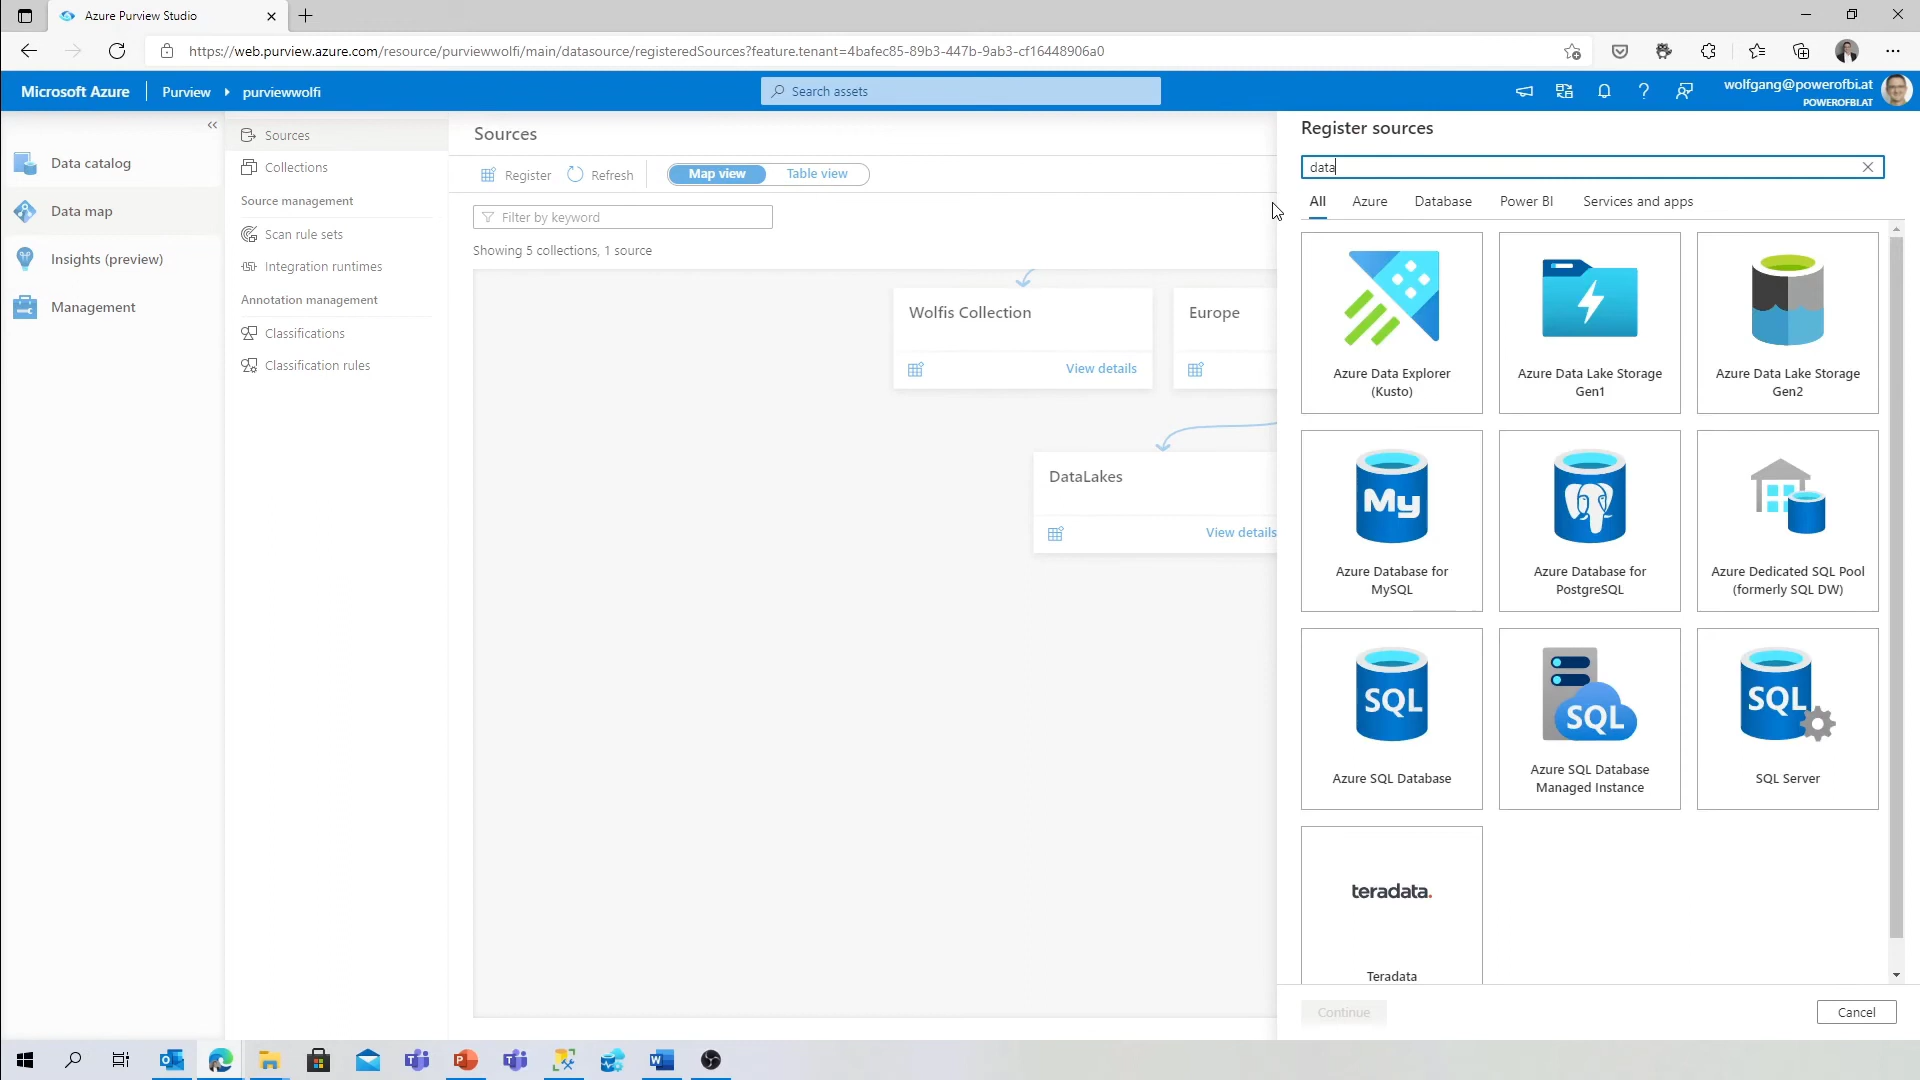 Azure Purview Studio
https://web.purview.azure.com/resource/purviewwolfi/main/datasource/registeredSources?feature.tenant=4bafec85-89b3-447b-9ab3-cf16448906a0
Microsoft Azure
Purview
purviewwolfi
Search assets
wolfgang@powerofbi.at
POWEROFBI.AT
Data catalog
Data map
Insights (preview)
Management
Sources
Collections
Source management
Scan rule sets
Integration runtimes
Annotation management
Classifications
Classification rules
Sources
Register
Refresh
Map view
Table view
Filter by keyword
Showing 5 collections, 1 source
Wolfis Collection
View details
Europe
DataLakes
View details
Register sources
data
All
Azure
Database
Power BI
Services and apps
Azure Data Explorer
(Kusto)
Azure Data Lake Storage
Gen1
Azure Data Lake Storage
Gen2
My
Azure Database for
MySQL
Azure Database for
PostgreSQL
Azure Dedicated SQL Pool
(formerly SQL DW)
SQL
Azure SQL Database
SQL
Azure SQL Database
Managed Instance
SQL
SQL Server
teradata.
Teradata
Continue
Cancel